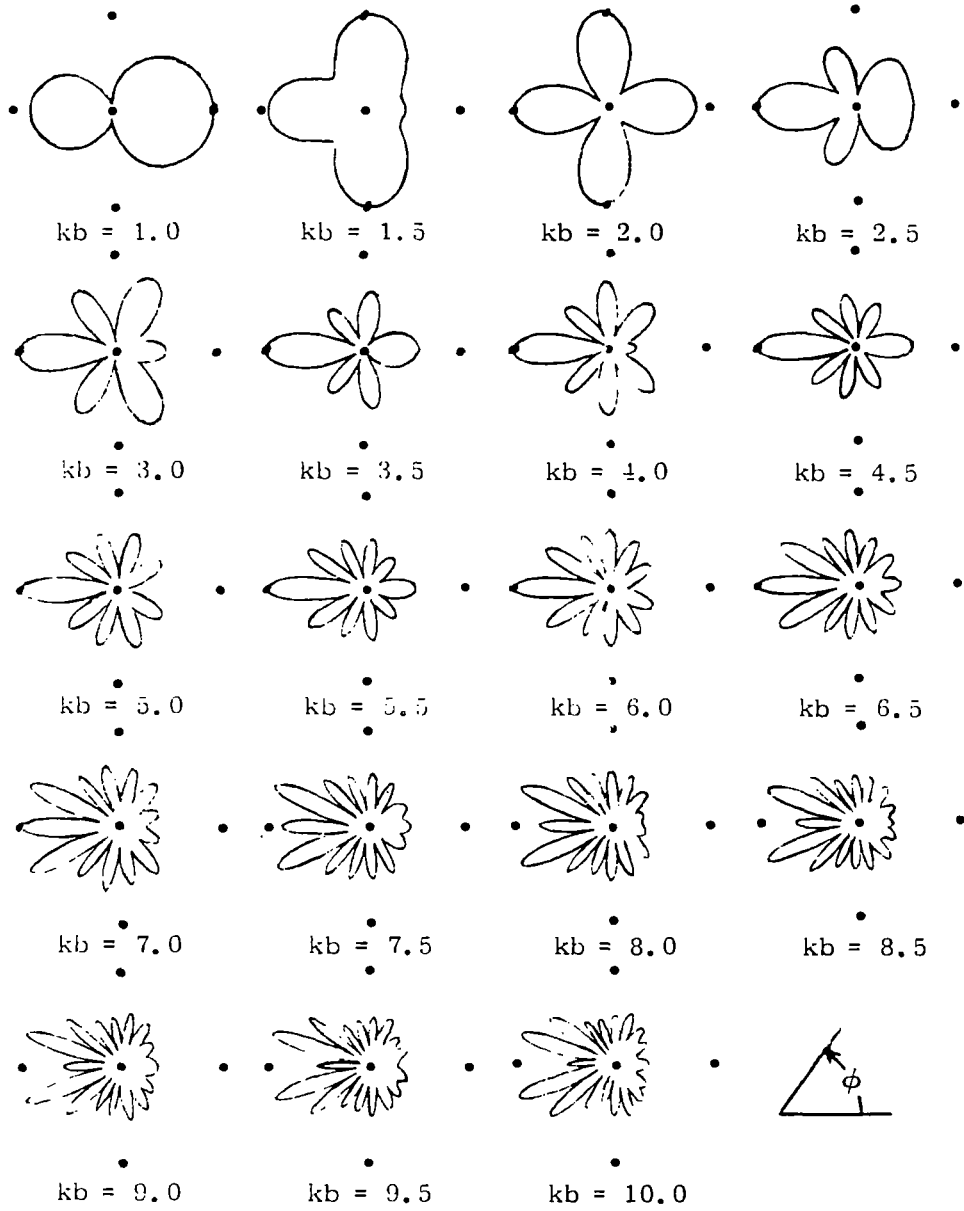 kb = 1.0 kb = 1.5 kb = 2.0 kb = 2.5
kb = 3.0 kb = 3.5 kb = 4.0 kb = 4.5
kb = 5.0 kb = 5.5 kb = 6.0 kb = 6.5
kb = 7.0 kb = 7.5 kb = 8.0 kb = 8.5
ϕ
kb = 9.0 kb = 9.5 kb = 10.0